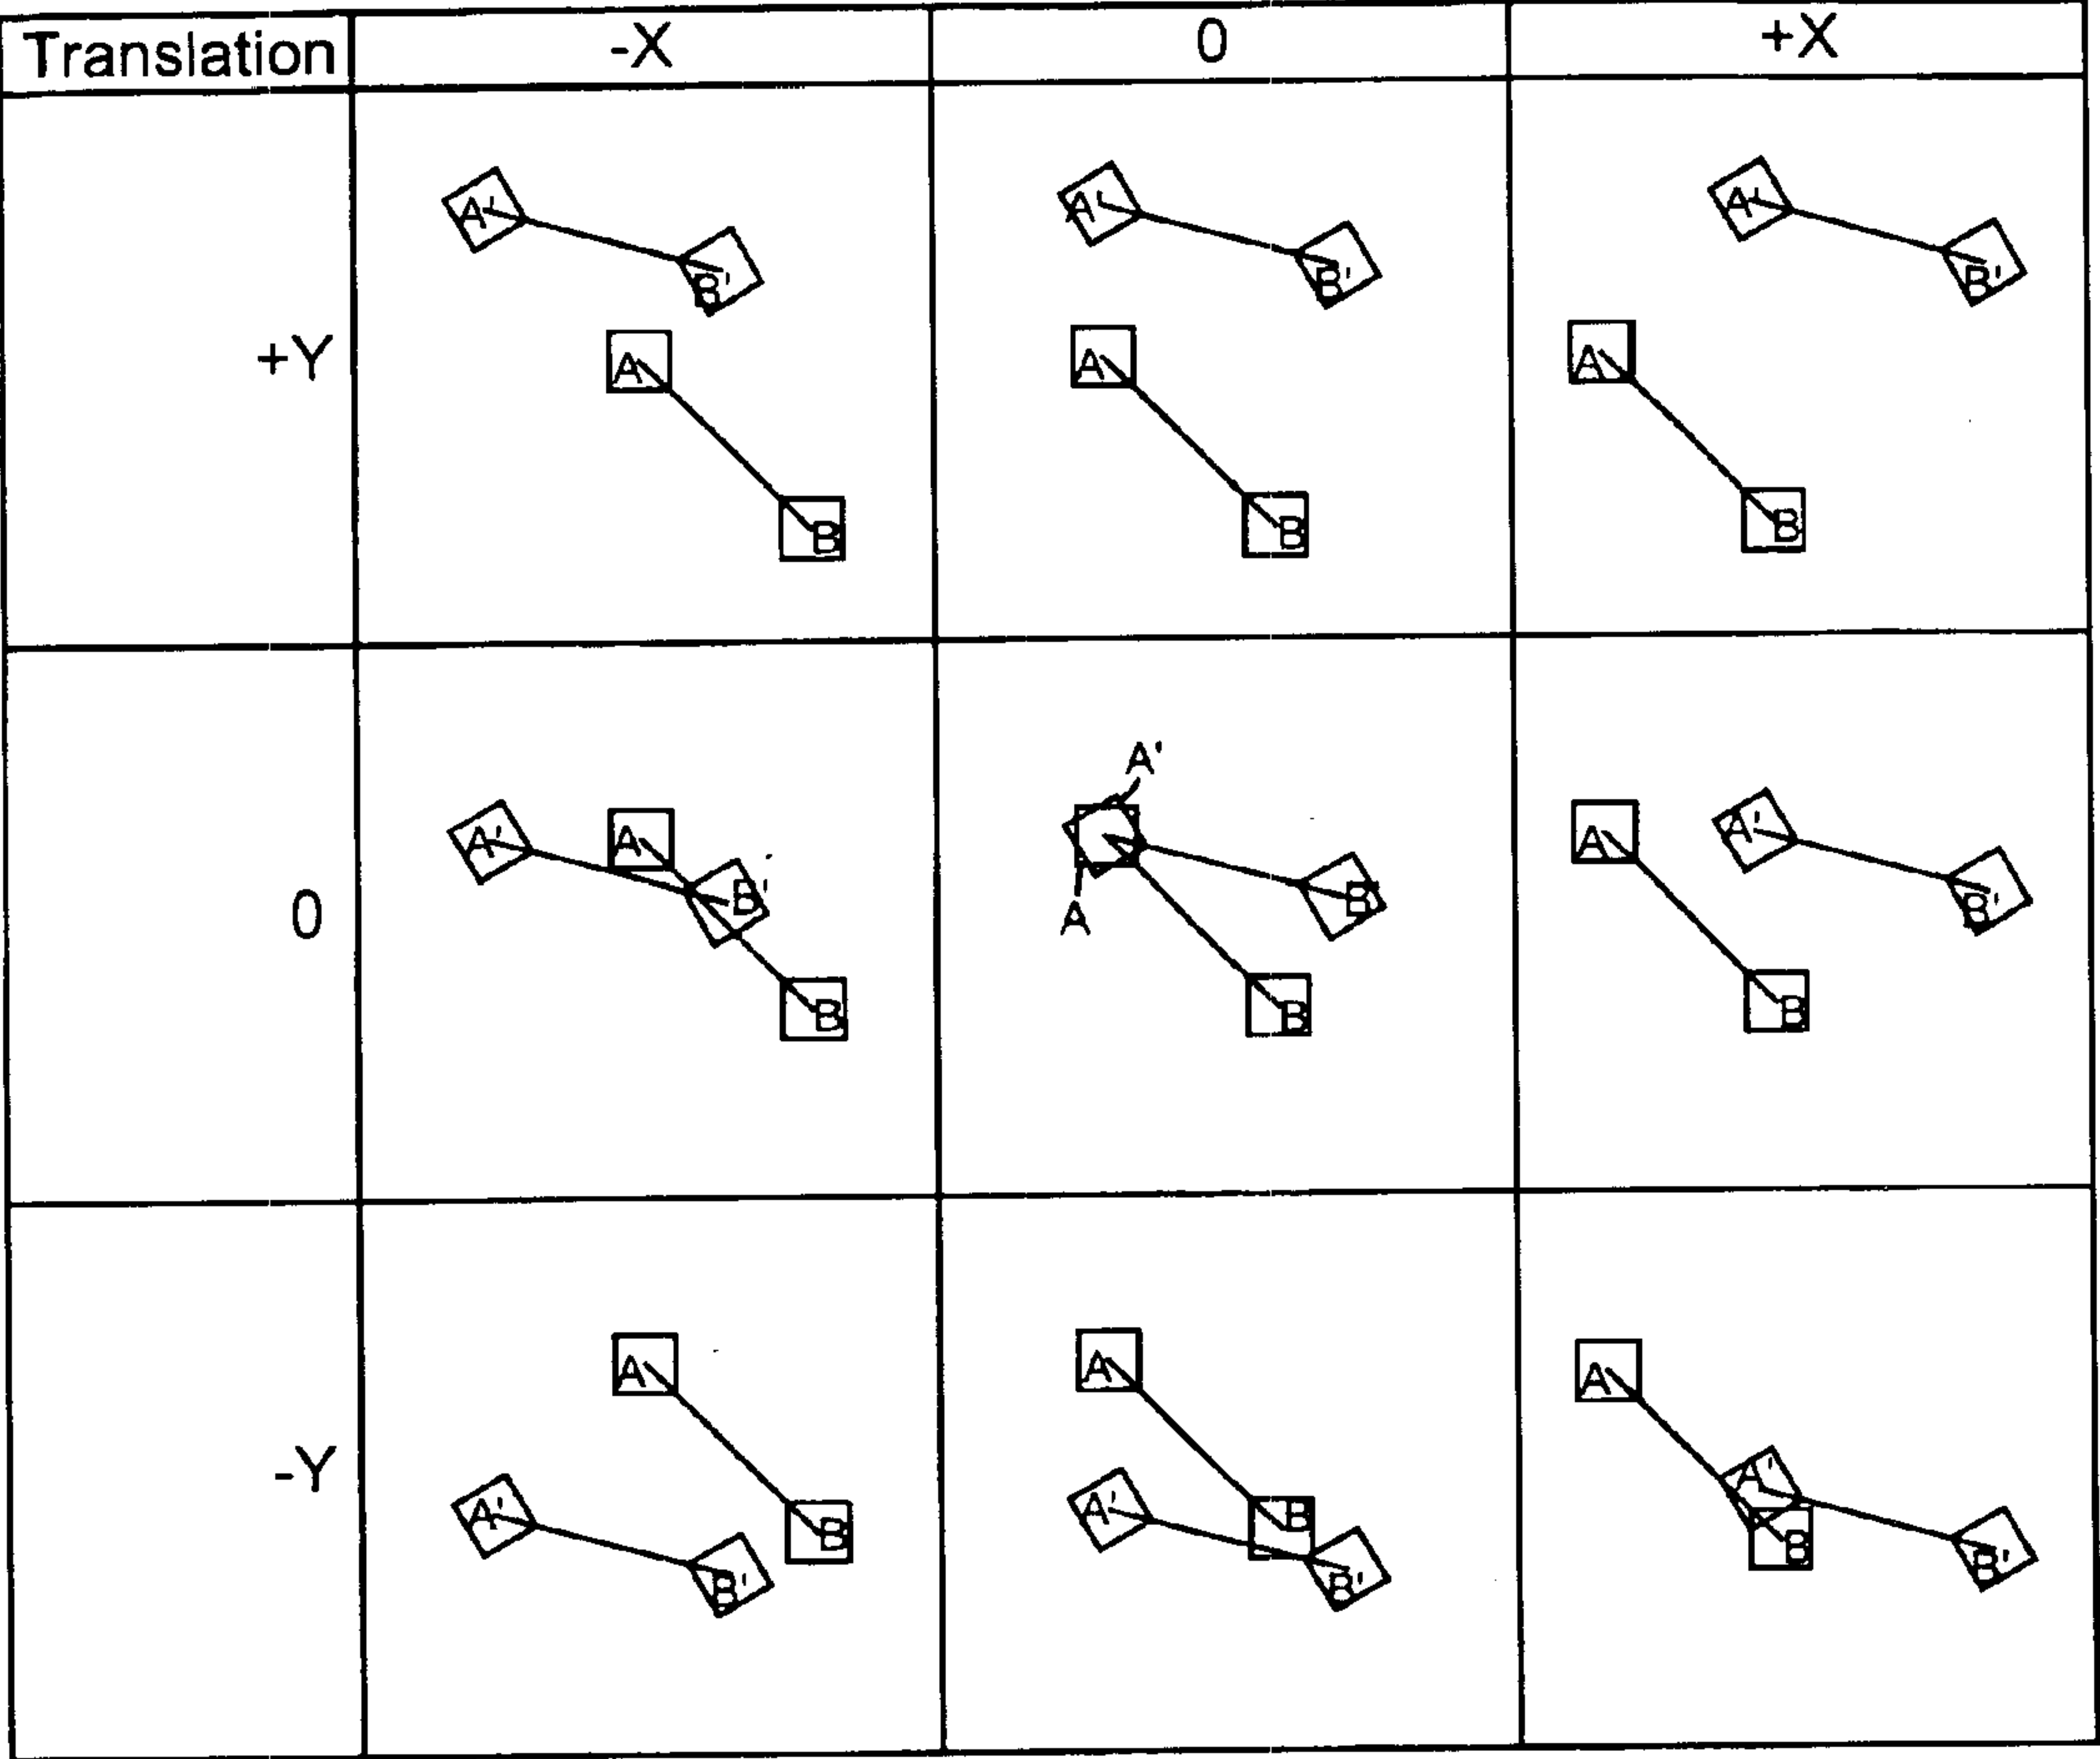 Translation -X 0 +X
A' A' A'
B' B' B'
+Y A A A
B B B
A'
A' A A A'
0 B' A B B'
B B B
A A A
-Y A' A' B A'
B B
B' B' B'